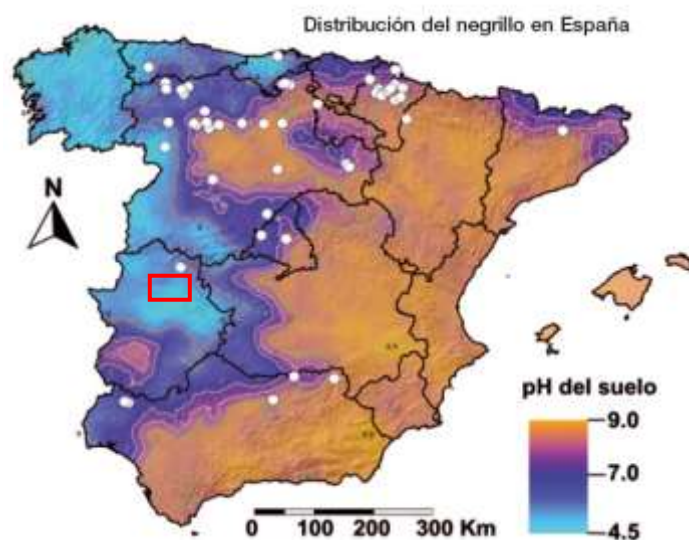 Distribución del negrillo en España
N
pH del suelo
9.0
7.0
4.5
0 100 200 300 Km